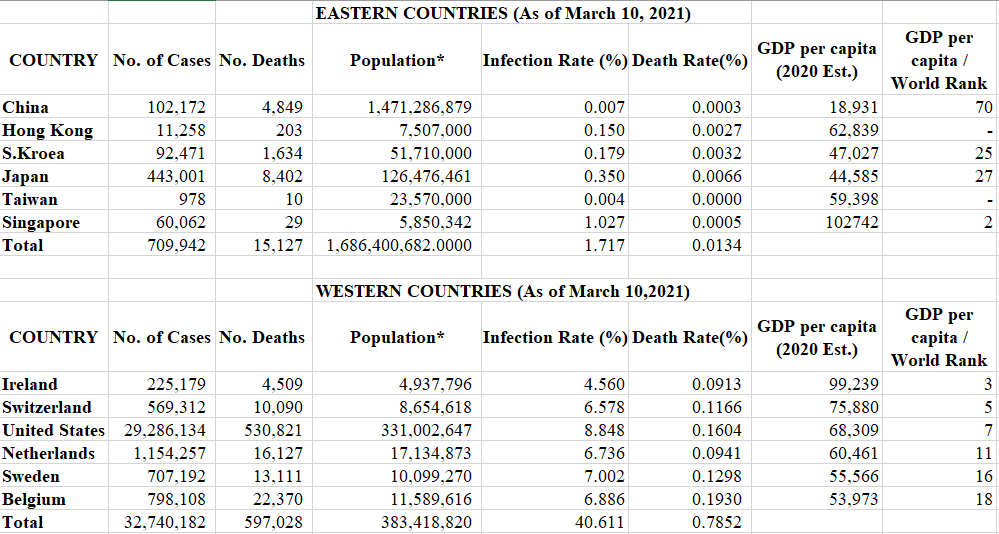 EASTERN COUNTRIES (As of March 10, 2021)
COUNTRY No. of Cases No. Deaths Population* Infection Rate (%) Death Rate(%) GDP per capita (2020 Est.) GDP per capita / World Rank
China 102,172 4,849 1,471,286,879 0.007 0.0003 18,931 70
Hong Kong 11,258 203 7,507,000 0.150 0.0027 62,839 -
S.Kroea 92,471 1,634 51,710,000 0.179 0.0032 47,027 25
Japan 443,001 8,402 126,476,461 0.350 0.0066 44,585 27
Taiwan 978 10 23,570,000 0.004 0.0000 59,398 -
Singapore 60,062 29 5,850,342 1.027 0.0005 102742 2
Total 709,942 15,127 1,686,400,682.0000 1.717 0.0134
WESTERN COUNTRIES (As of March 10,2021)
COUNTRY No. of Cases No. Deaths Population* Infection Rate (%) Death Rate(%) GDP per capita (2020 Est.) GDP per capita / World Rank
Ireland 225,179 4,509 4,937,796 4.560 0.0913 99,239 3
Switzerland 569,312 10,090 8,654,618 6.578 0.1166 75,880 5
United States 29,286,134 530,821 331,002,647 8.848 0.1604 68,309 7
Netherlands 1,154,257 16,127 17,134,873 6.736 0.0941 60,461 11
Sweden 707,192 13,111 10,099,270 7.002 0.1298 55,566 16
Belgium 798,108 22,370 11,589,616 6.886 0.1930 53,973 18
Total 32,740,182 597,028 383,418,820 40.611 0.7852